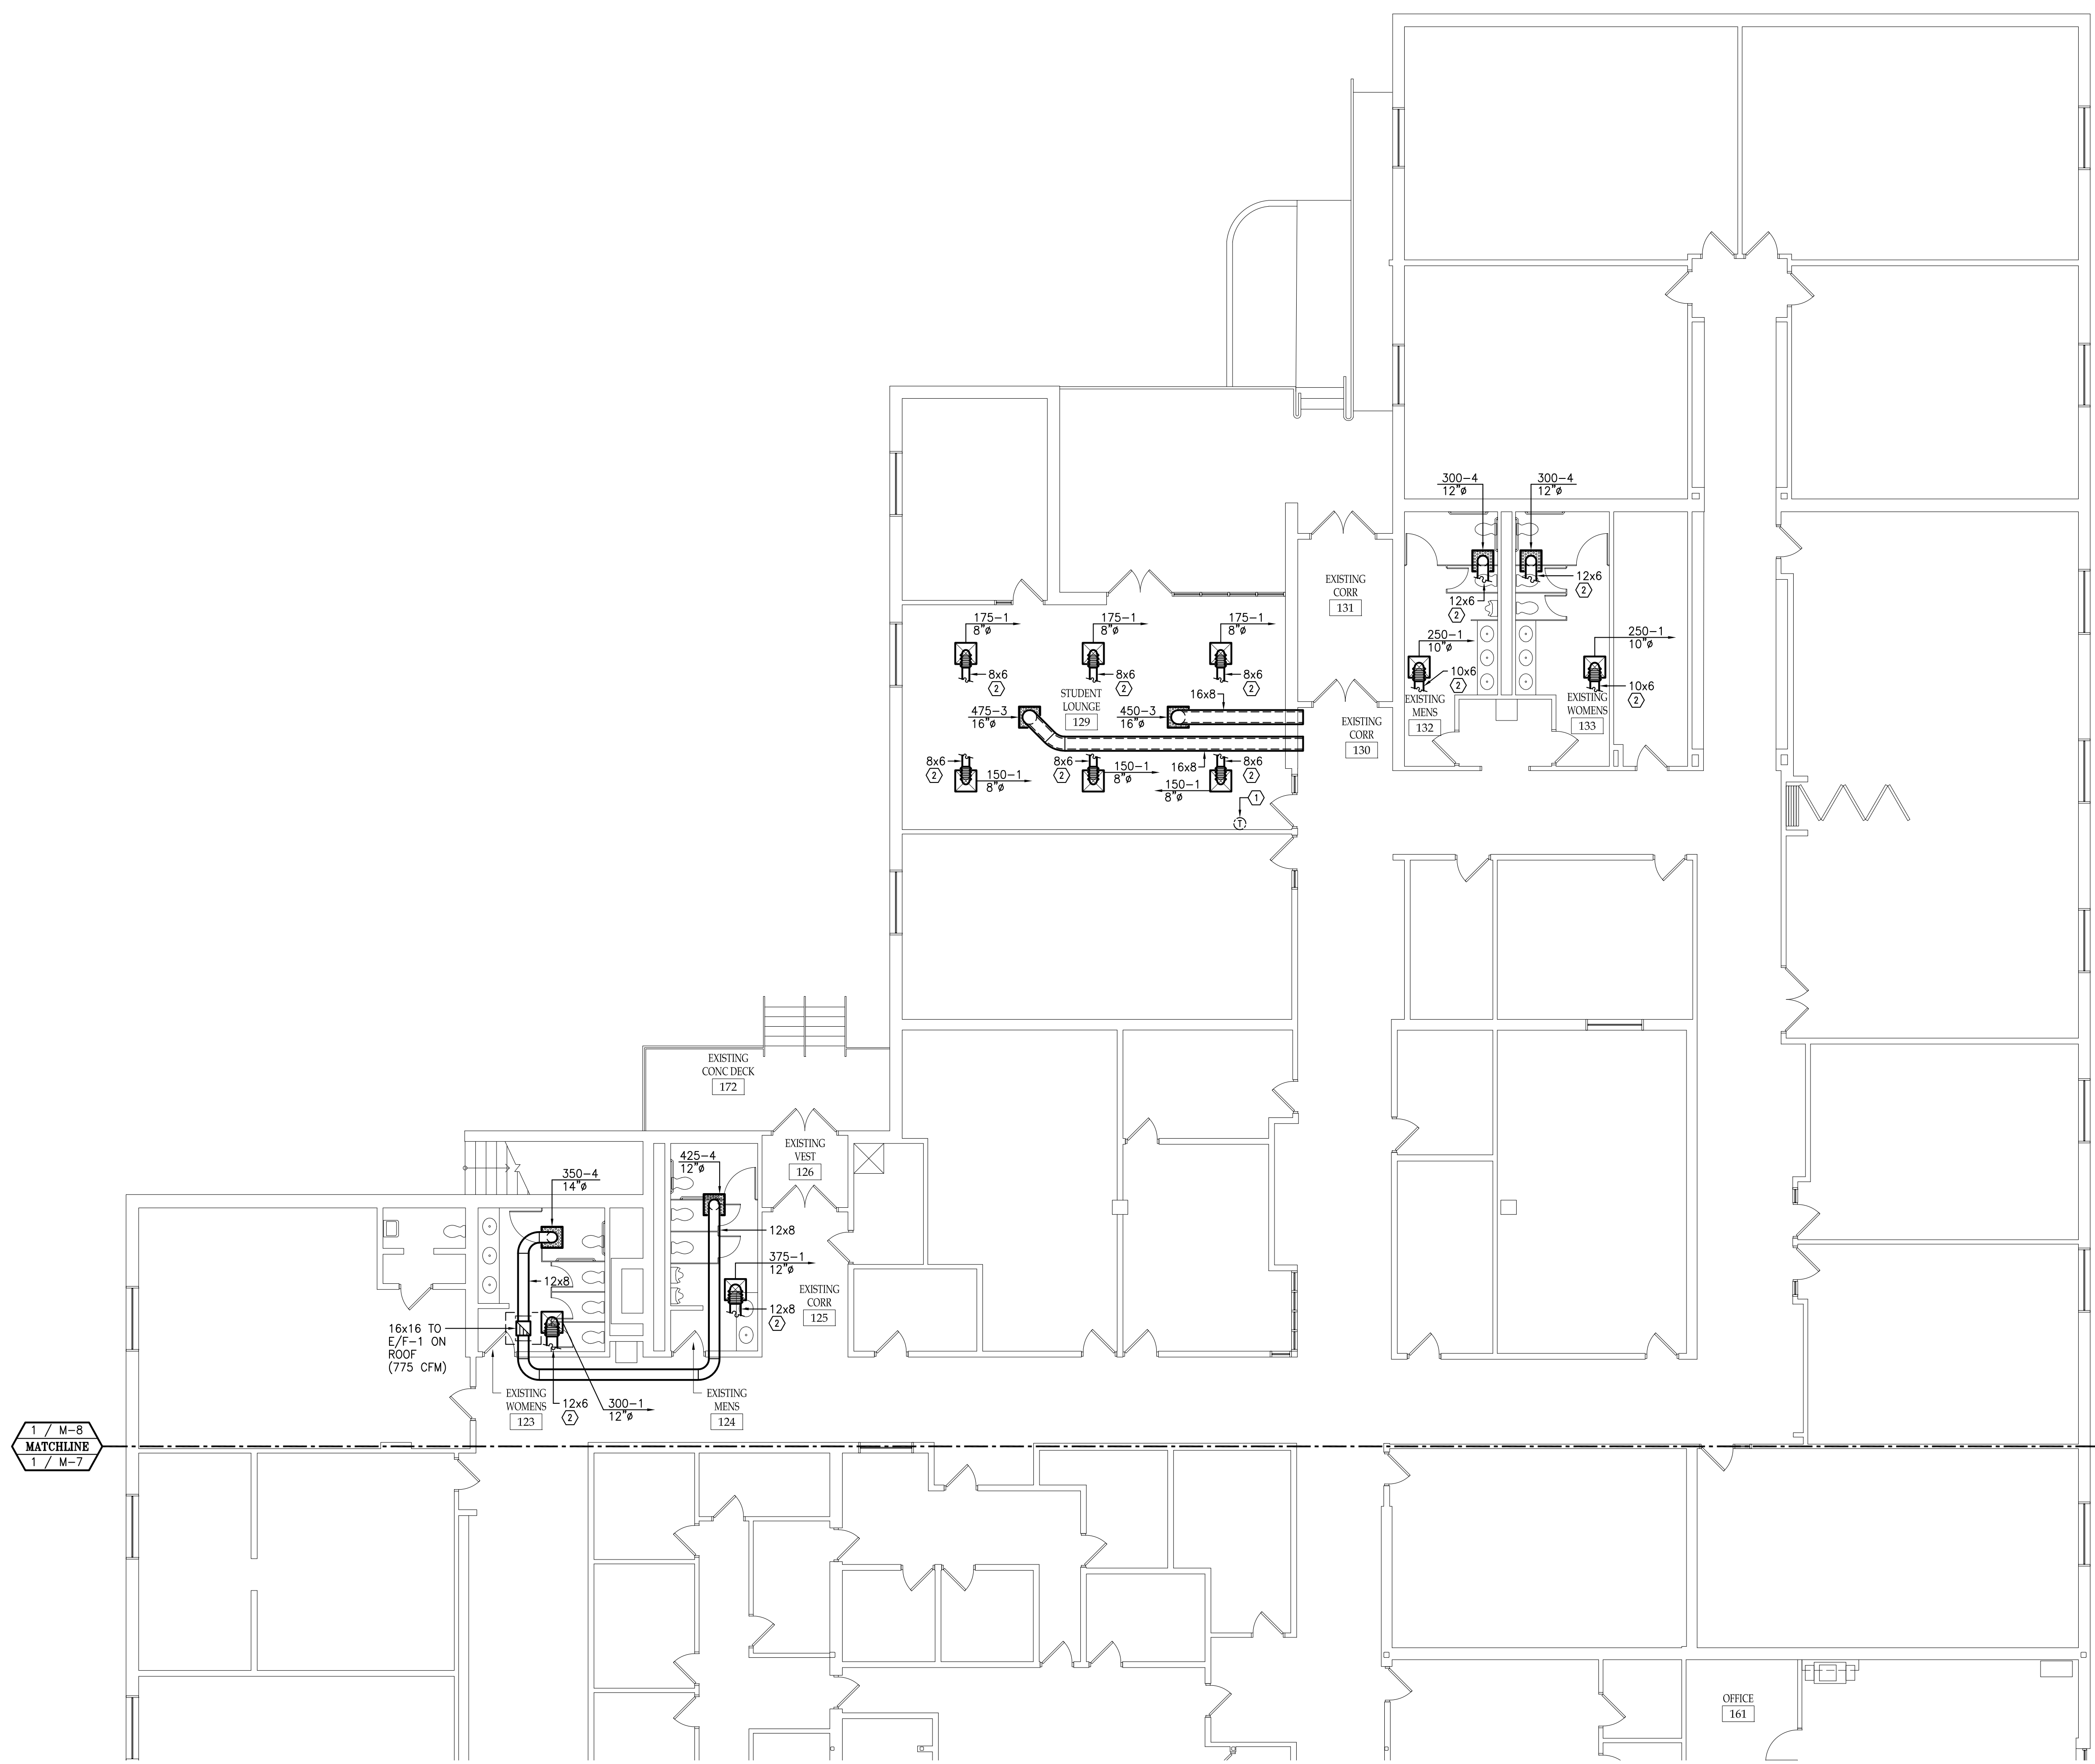 300-4
12"ø
300-4
12"ø
EXISTING
CORR
131
12x6
2
12x6
2
175-1
8"ø
175-1
8"ø
175-1
8"ø
250-1
10"ø
250-1
10"ø
8x6
2
8x6
2
8x6
2
10x6
2
10x6
2
STUDENT
LOUNGE
129
16x8
EXISTING
MENS
132
EXISTING
WOMENS
133
475-3
16"ø
450-3
16"ø
EXISTING
CORR
130
8x6
2
8x6
2
16x8
8x6
2
150-1
8"ø
150-1
8"ø
150-1
8"ø
1
T
EXISTING
CONC DECK
172
EXISTING
VEST
126
425-4
12"ø
350-4
14"ø
12x8
375-1
12"ø
12x8
EXISTING
CORR
125
12x8
2
16x16 TO
E/F-1 ON
ROOF
(775 CFM)
EXISTING
WOMENS
123
12x6
2
300-1
12"ø
EXISTING
MENS
124
1 / M-8
MATCHLINE
1 / M-7
OFFICE
161